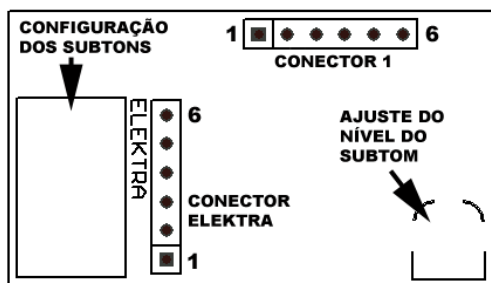 CONFIGURAÇÃO
DOS SUBTONS
1 6
CONECTOR 1
ELEKTRA
6
CONECTOR
ELEKTRA
1
AJUSTE DO
NÍVEL DO
SUBTOM